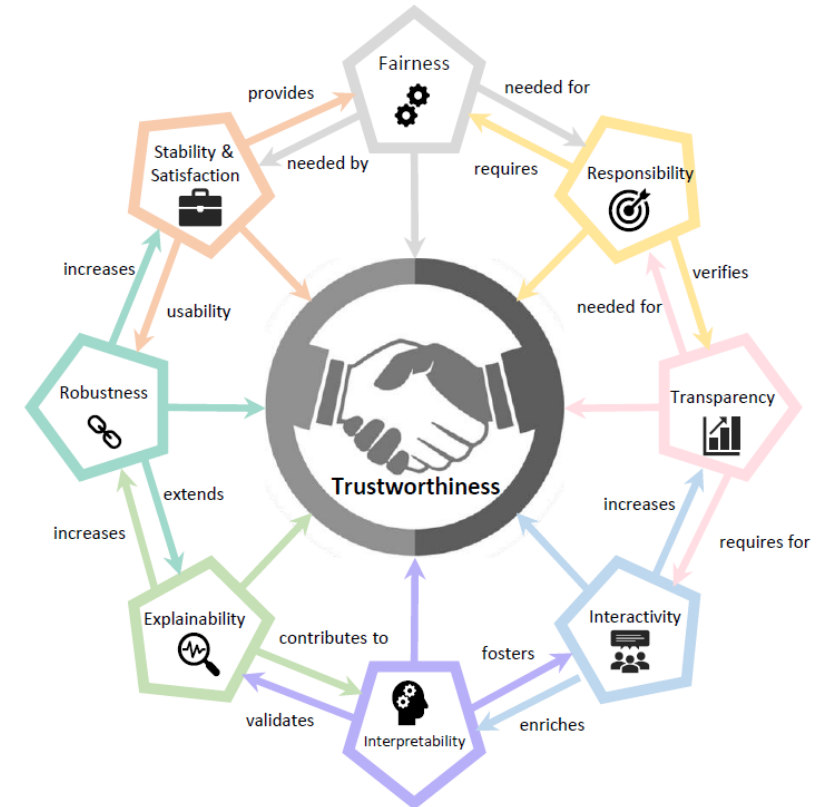 Fairness
provides
needed for
needed by
requires
Stability &
Satisfaction
Responsibility
increases
verifies
usability
needed for
Robustness
Transparency
Trustworthiness
extends
increases
increases
requires for
Explainability
Interactivity
contributes to
fosters
validates
enriches
Interpretability